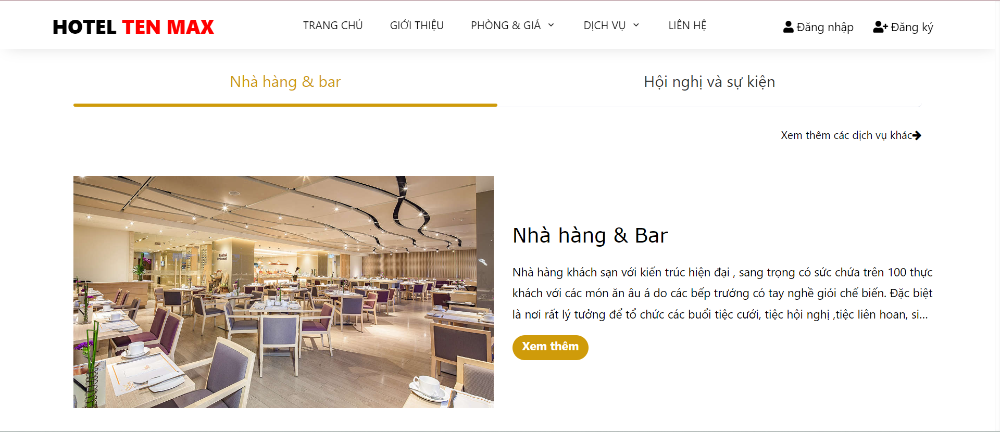 HOTEL TEN MAX
TRANG CHỦ
GIỚI THIỆU
PHÒNG & GIÁ
DỊCH VỤ
LIÊN HỆ
Đăng nhập
Đăng ký
Nhà hàng & bar
Hội nghị và sự kiện
Xem thêm các dịch vụ khác
Central
Restaurant
Nhà hàng & Bar
Nhà hàng khách sạn với kiến trúc hiện đại , sang trọng có sức chứa trên 100 thực
khách với các món ăn âu á do các bếp trưởng có tay nghề giỏi chế biến. Đặc biệt
là nơi rất lý tưởng để tổ chức các buổi tiệc cưới, tiệc hội nghị ,tiệc liên hoan, si...
Xem thêm